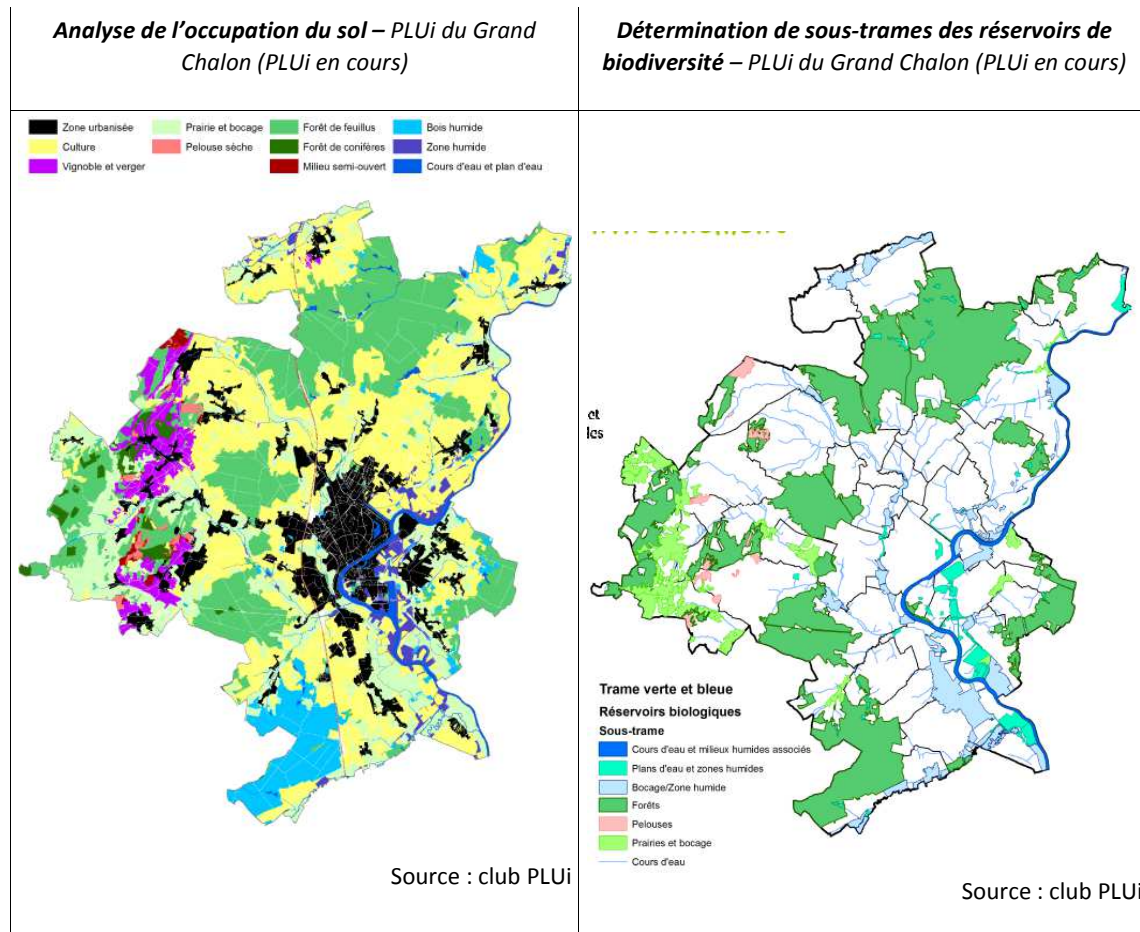 Analyse de l’occupation du sol – PLUi du Grand
Chalon (PLUi en cours)
Détermination de sous-trames des réservoirs de
biodiversité – PLUi du Grand Chalon (PLUi en cours)
Zone urbanisée
Culture
Vignoble et verger
Prairie et bocage
Pelouse sèche
Forêt de feuillus
Forêt de conifères
Milieu semi-ouvert
Bois humide
Zone humide
Cours d'eau et plan d'eau
Source : club PLUi
et
Trame verte et bleue
Réservoirs biologiques
Sous-trame
Cours d'eau et milieux humides associés
Plans d'eau et zones humides
Bocage/Zone humide
Forêts
Pelouses
Prairies et bocage
Cours d'eau
Source : club PLUi